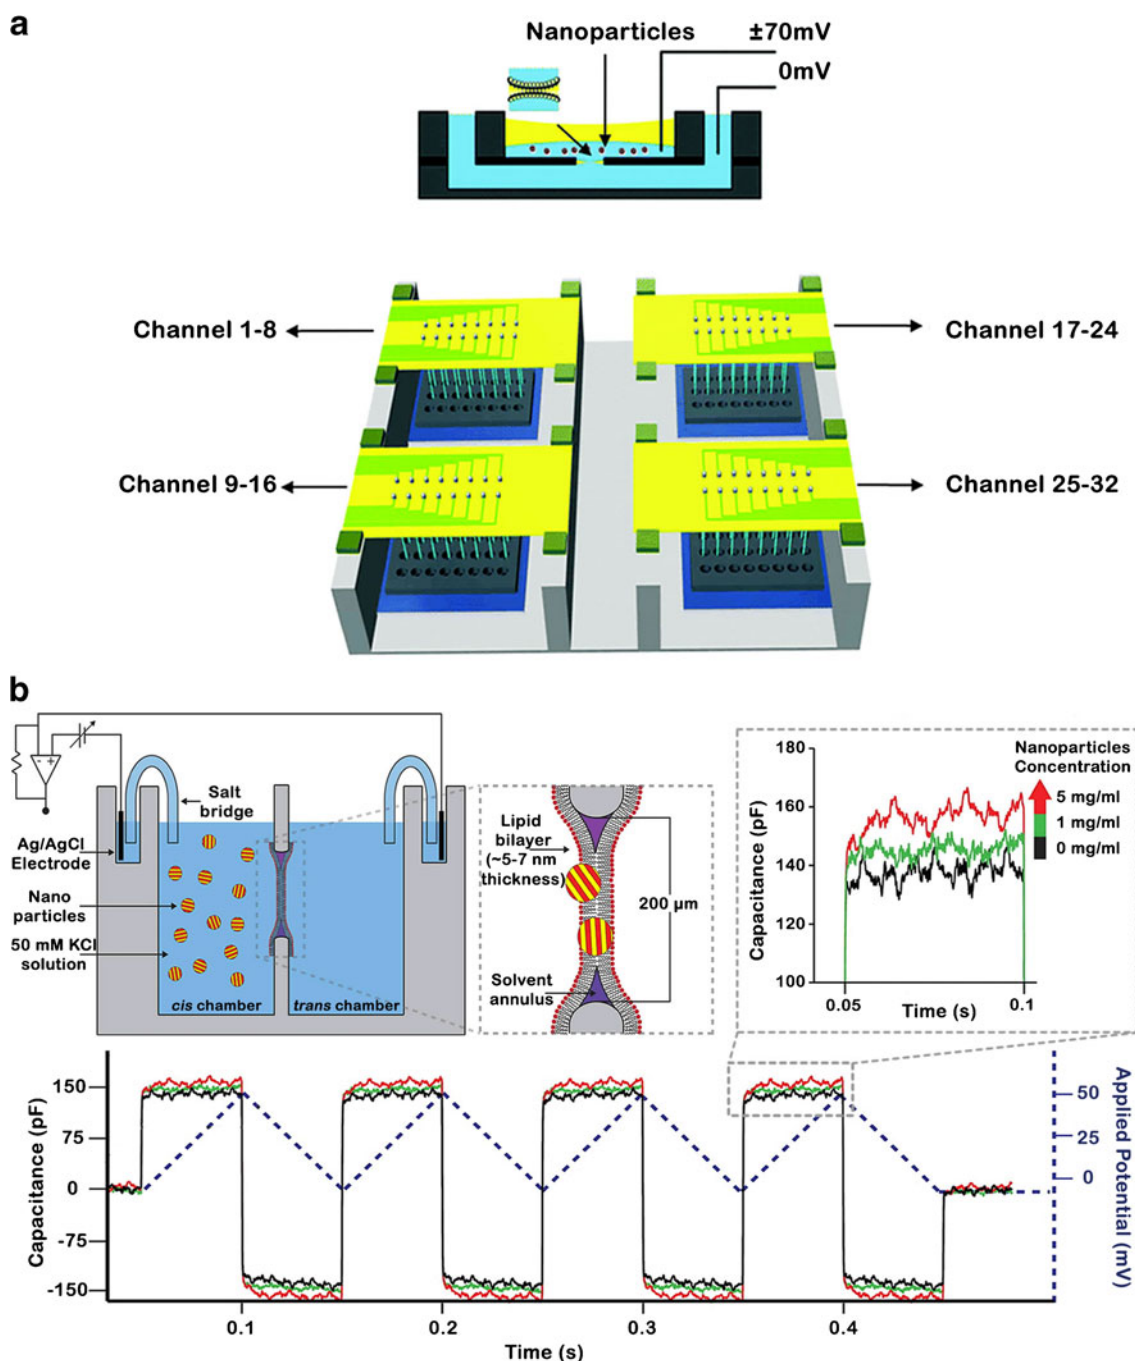 a
Nanoparticles
±70mV
0mV
Channel 1-8
Channel 17-24
Channel 9-16
Channel 25-32
b
Salt
bridge
Ag/AgCl
Electrode
Nano
particles
50 mM KCl
solution
cis chamber
trans chamber
Lipid
bilayer
(~5-7 nm
thickness)
200 µm
Solvent
annulus
180
160
140
120
100
Capacitance (pF)
0.05
0.1
Time (s)
Nanoparticles
Concentration
5 mg/ml
1 mg/ml
0 mg/ml
150
75
0
-75
-150
Capacitance (pF)
0.1
0.2
0.3
0.4
Time (s)
50
25
0
Applied Potential (mV)